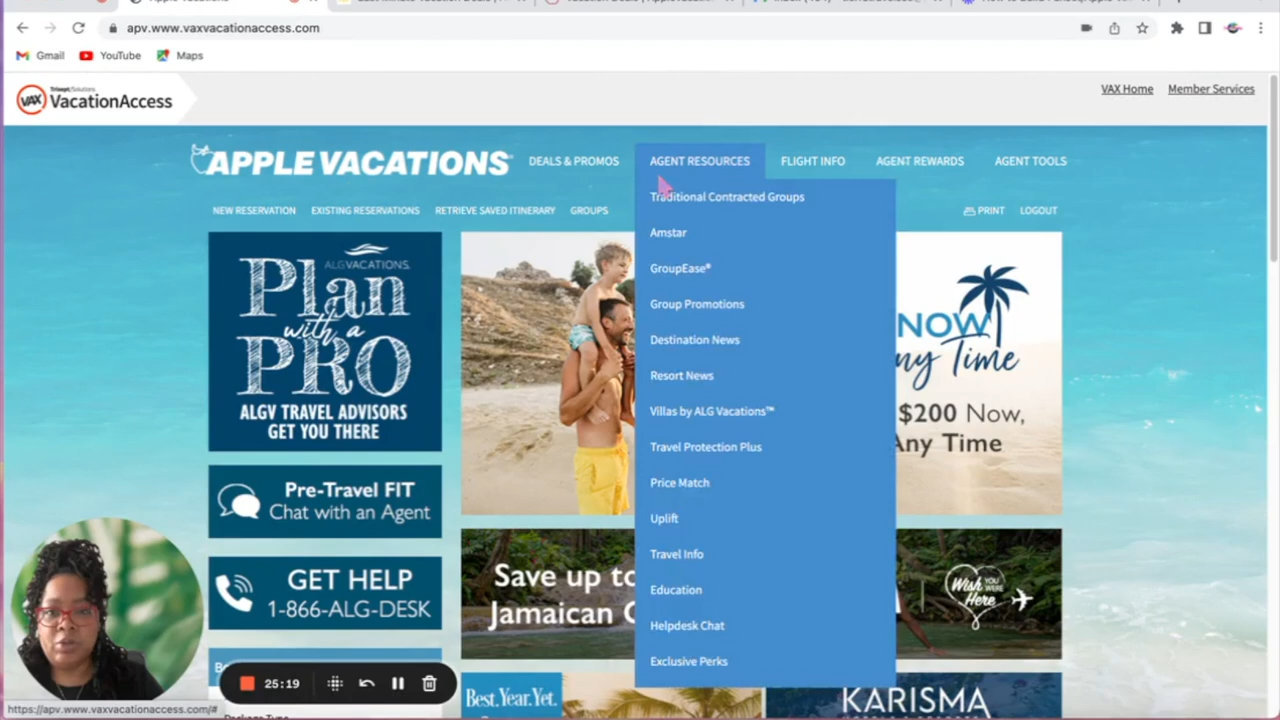 apv.www.vaxvacationaccess.com
Gmail
YouTube
Maps
VAX
VacationAccess
VAX Home
Member Services
APPLE VACATIONS
DEALS & PROMOS
AGENT RESOURCES
FLIGHT INFO
AGENT REWARDS
AGENT TOOLS
NEW RESERVATION
EXISTING RESERVATIONS
RETRIEVE SAVED ITINERARY
GROUPS
PRINT
LOGOUT
Traditional Contracted Groups
Amstar
GroupEase®
Group Promotions
Destination News
Resort News
Villas by ALG Vacations™
Travel Protection Plus
Price Match
Uplift
Travel Info
Education
Helpdesk Chat
Exclusive Perks
ALGVACATIONS
Plan
with a
PRO
ALGV TRAVEL ADVISORS
GET YOU THERE
NOW
ny Time
$200 Now,
Any Time
Pre-Travel FIT
Chat with an Agent
GET HELP
1-866-ALG-DESK
Save up to
Jamaican
Wish YOU
WERE
Here
25:19
Best.Year.Yet.
KARISMA
https://apv.www.vaxvacationaccess.com/#